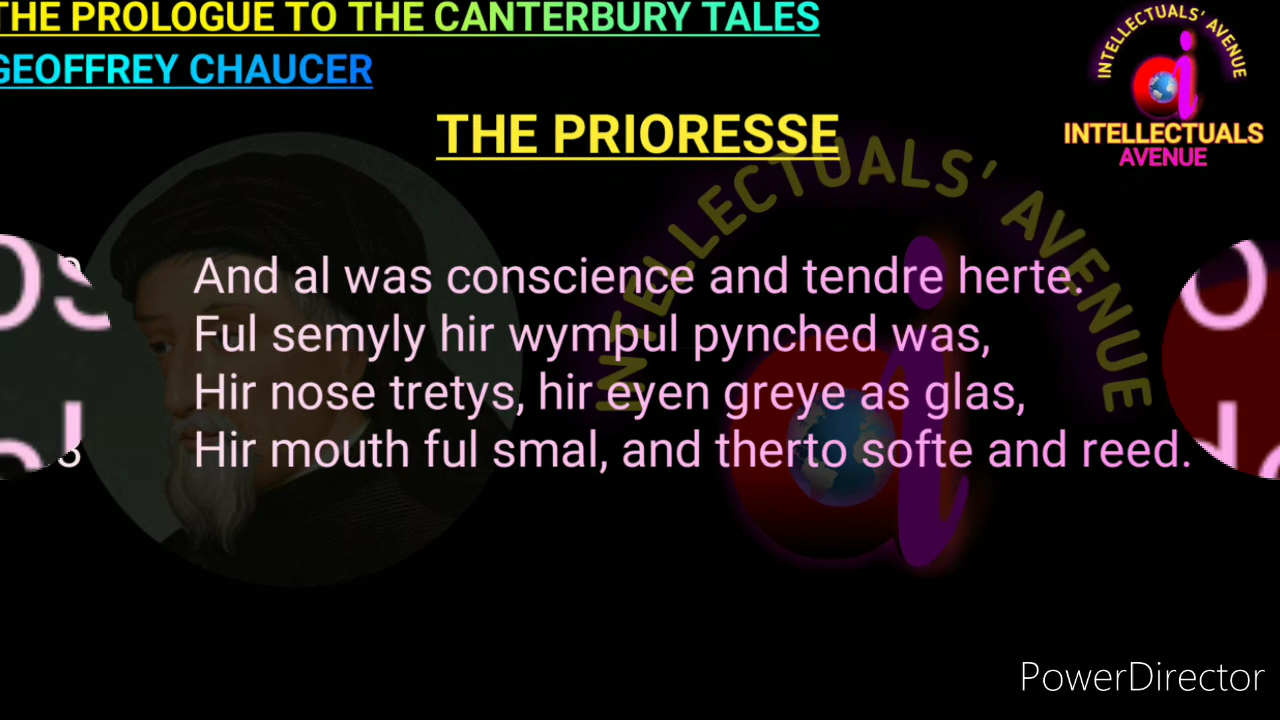 THE PROLOGUE TO THE CANTERBURY TALES
GEOFFREY CHAUCER
INTELLECTUALS' AVENUE
INTELLECTUALS
AVENUE
THE PRIORESSE
INTELLECTUALS' AVENUE
And al was conscience and tendre herte.
Ful semyly hir wympul pynched was,
Hir nose tretys, hir eyen greye as glas,
Hir mouth ful smal, and therto softe and reed.
PowerDirector